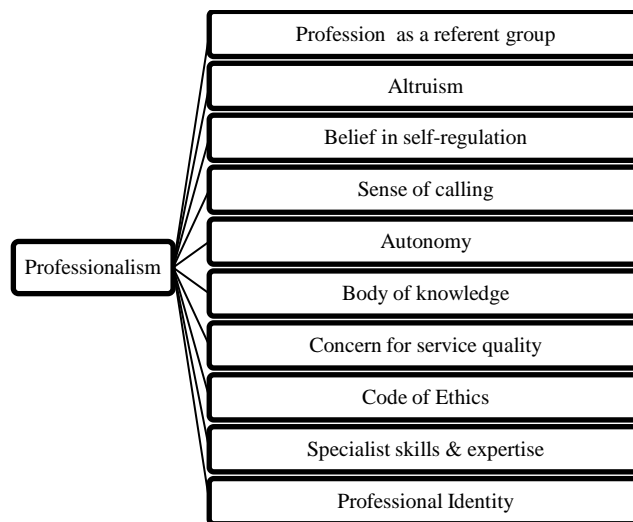 Profession as a referent group
Altruism
Belief in self-regulation
Sense of calling
Autonomy
Professionalism
Body of knowledge
Concern for service quality
Code of Ethics
Specialist skills & expertise
Professional Identity